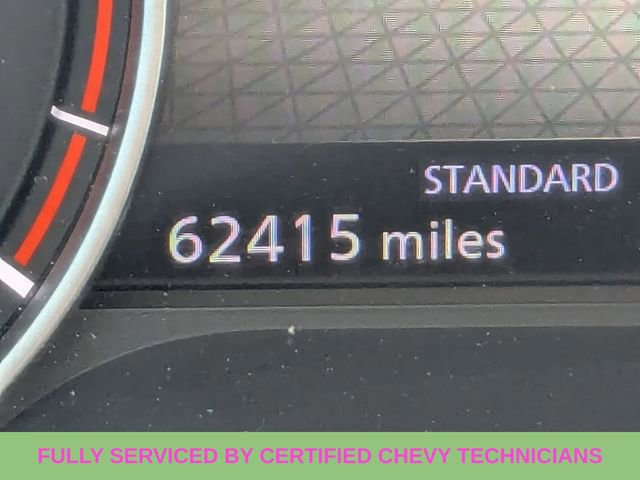 STANDARD
62415 miles
FULLY SERVICED BY CERTIFIED CHEVY TECHNICIANS